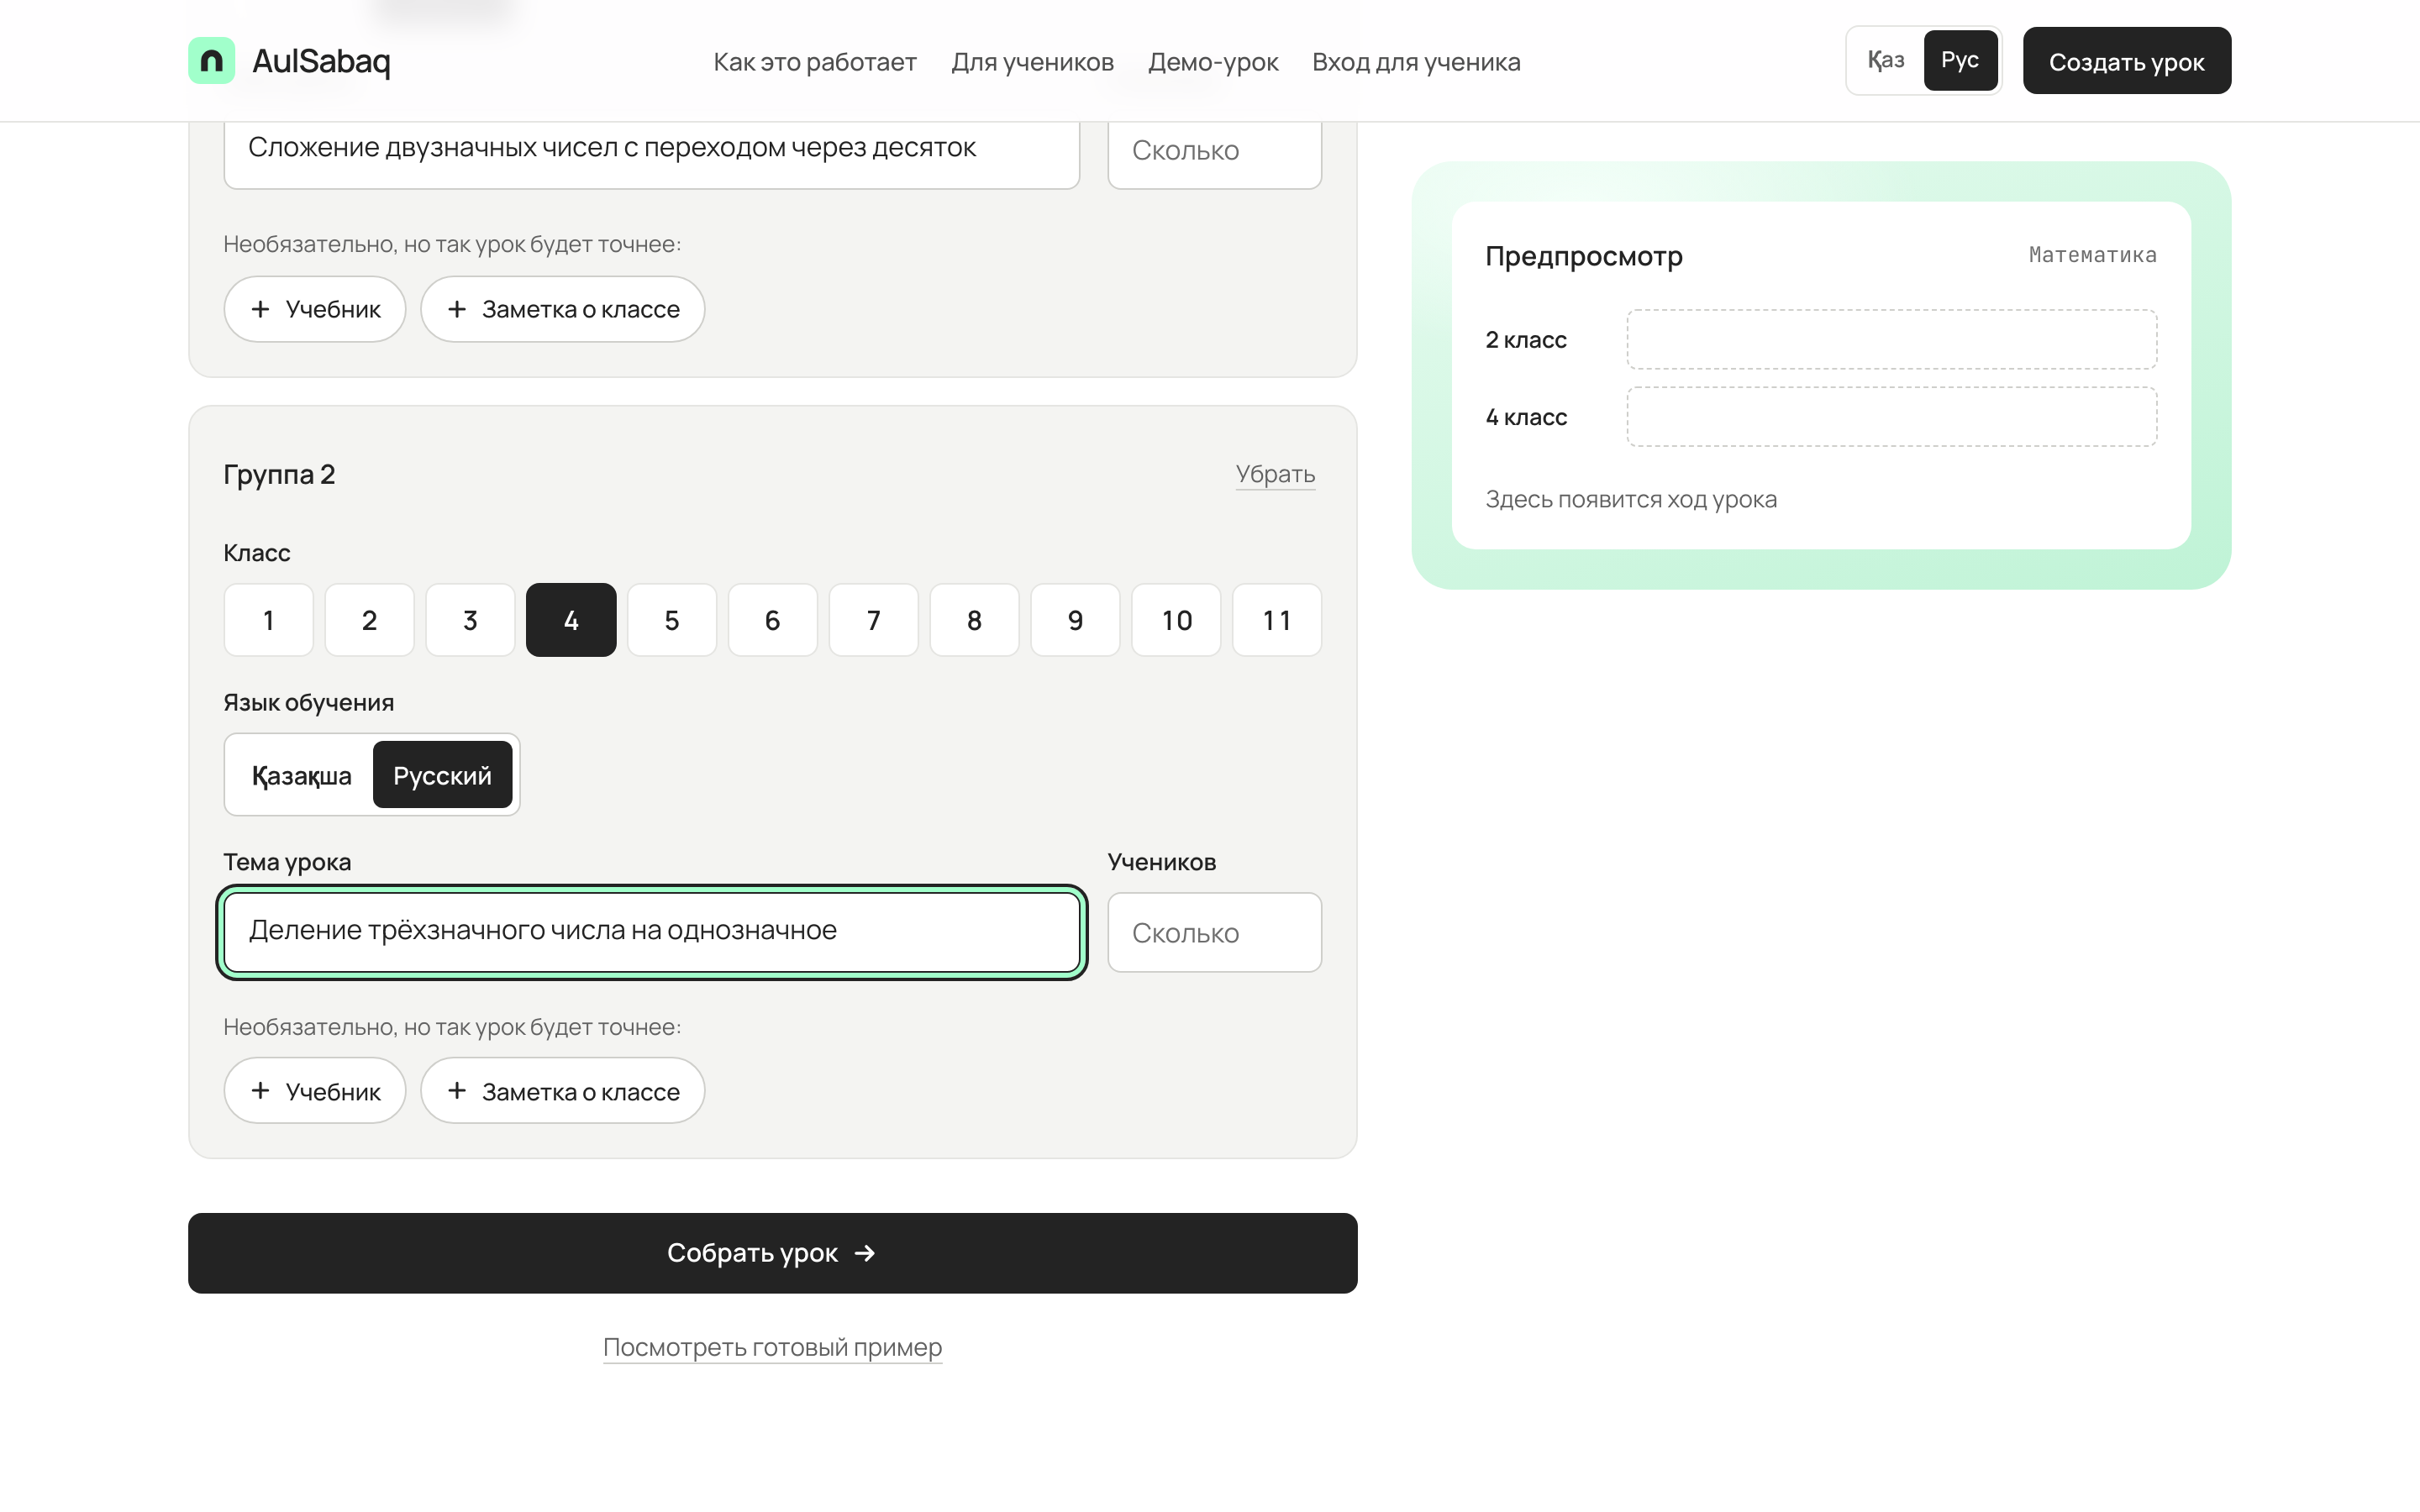 AulSabaq
Как это работает
Для учеников
Демо-урок
Вход для ученика
Қаз
Рус
Создать урок
Сложение двузначных чисел с переходом через десяток
Сколько
Необязательно, но так урок будет точнее:
+ Учебник
+ Заметка о классе
Группа 2
Убрать
Класс
1 2 3 4 5 6 7 8 9 10 11
Язык обучения
Қазақша
Русский
Тема урока
Учеников
Деление трёхзначного числа на однозначное
Сколько
Необязательно, но так урок будет точнее:
+ Учебник
+ Заметка о классе
Собрать урок →
Посмотреть готовый пример
Предпросмотр
Математика
2 класс
4 класс
Здесь появится ход урока